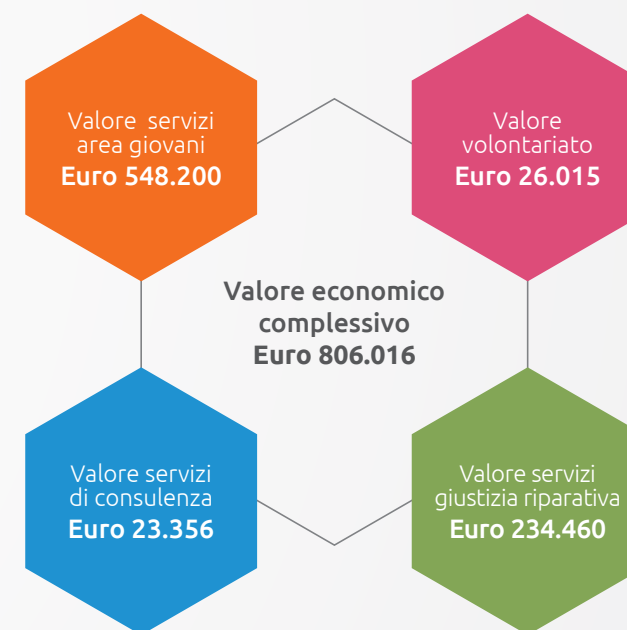 Valore servizi
area giovani
Euro 548.200
Valore
volontariato
Euro 26.015
Valore economico
complessivo
Euro 806.016
Valore servizi
di consulenza
Euro 23.356
Valore servizi
giustizia riparativa
Euro 234.460